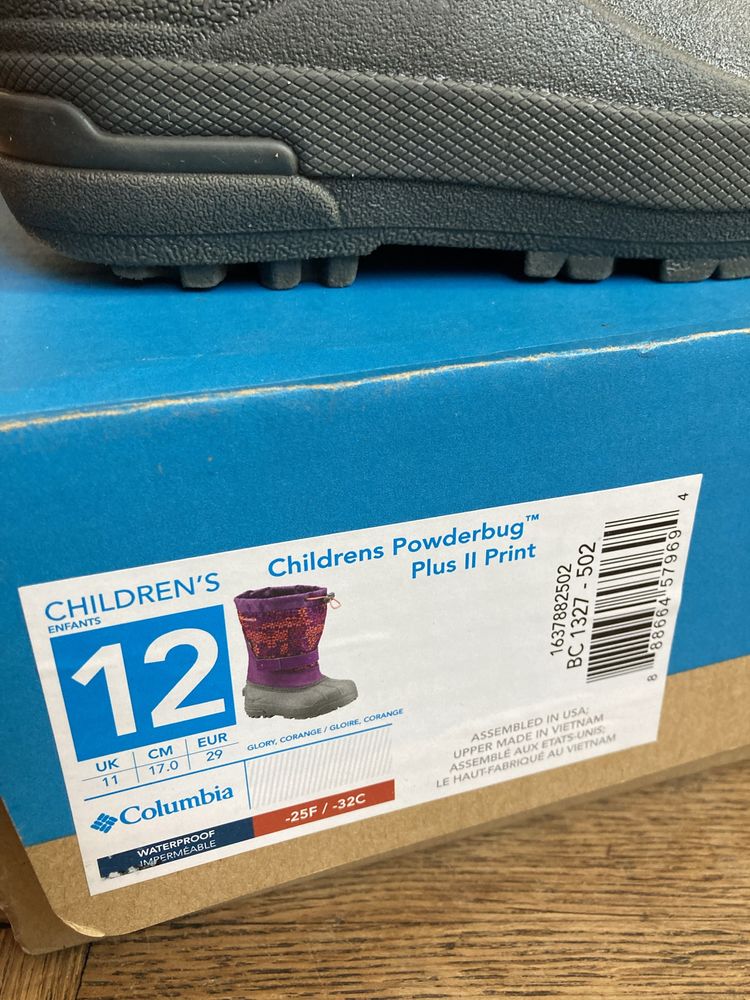 CHILDREN'S
ENFANTS
12
UK CM EUR
11 17.0 29
Columbia
WATERPROOF
IMPERMÉABLE
Childrens Powderbug™
Plus II Print
GLORY, CORANGE / GLOIRE, CORANGE
-25F / -32C
1637882502
BC 1327 - 502
8 88664 57969 4
ASSEMBLED IN USA;
UPPER MADE IN VIETNAM
ASSEMBLÉ AUX ETATS-UNIS;
LE HAUT-FABRIQUÉ AU VIETNAM